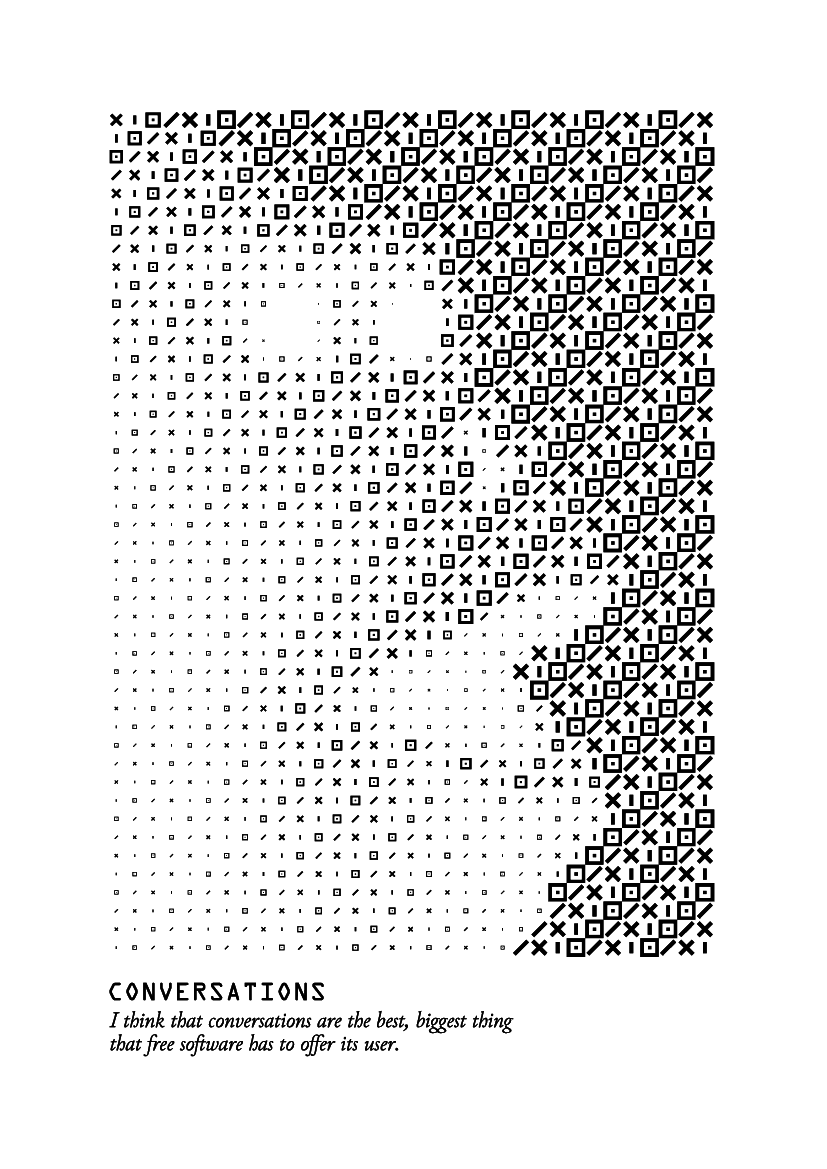 CONVERSATIONS
I think that conversations are the best, biggest thing
that free software has to offer its user.